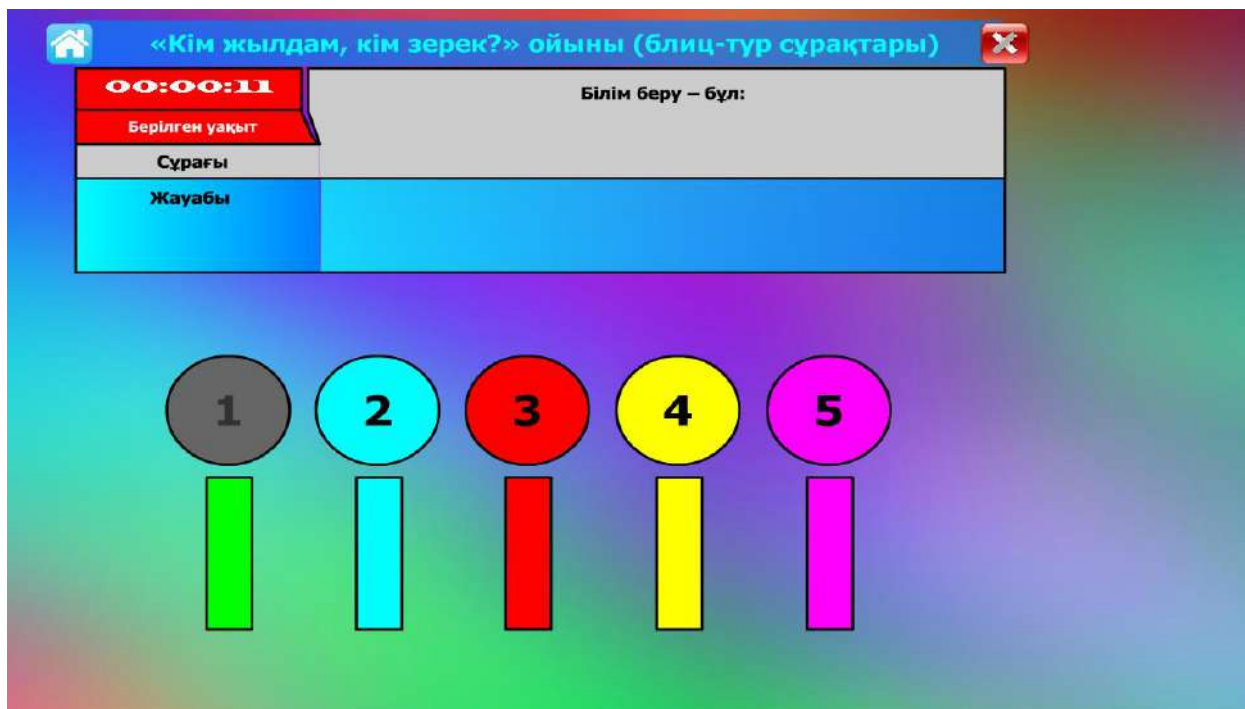 «Кім жылдам, кім зерек?» ойыны (блиц-тур сұрақтары)
00:00:11
Білім беру – бұл:
Берілген уақыт
Сұрағы
Жауабы
1 2 3 4 5